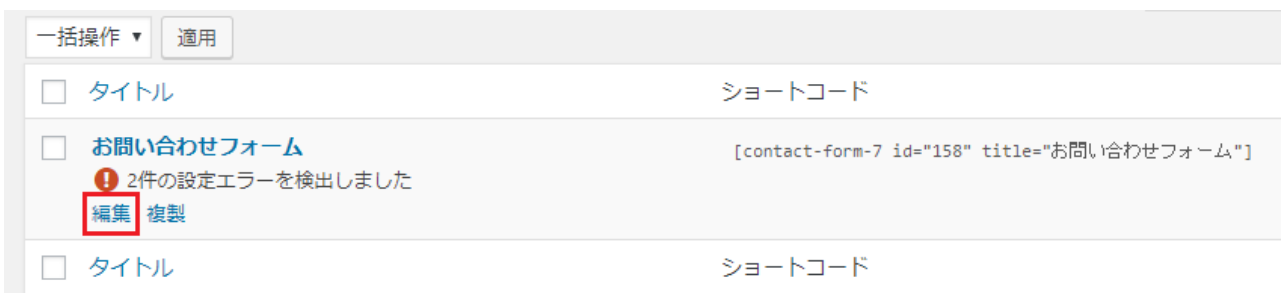 一括操作 ▼ 適用
タイトル ショートコード
お問い合わせフォーム [contact-form-7 id="158" title="お問い合わせフォーム"]
2件の設定エラーを検出しました
編集 複製
タイトル ショートコード